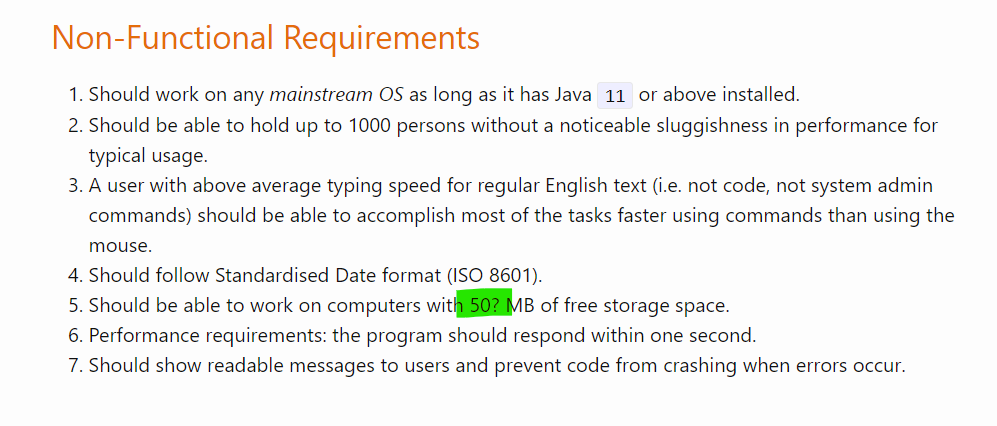 Non-Functional Requirements
1. Should work on any mainstream OS as long as it has Java 11 or above installed.
2. Should be able to hold up to 1000 persons without a noticeable sluggishness in performance for
typical usage.
3. A user with above average typing speed for regular English text (i.e. not code, not system admin
commands) should be able to accomplish most of the tasks faster using commands than using the
mouse.
4. Should follow Standardised Date format (ISO 8601).
5. Should be able to work on computers with 50? MB of free storage space.
6. Performance requirements: the program should respond within one second.
7. Should show readable messages to users and prevent code from crashing when errors occur.